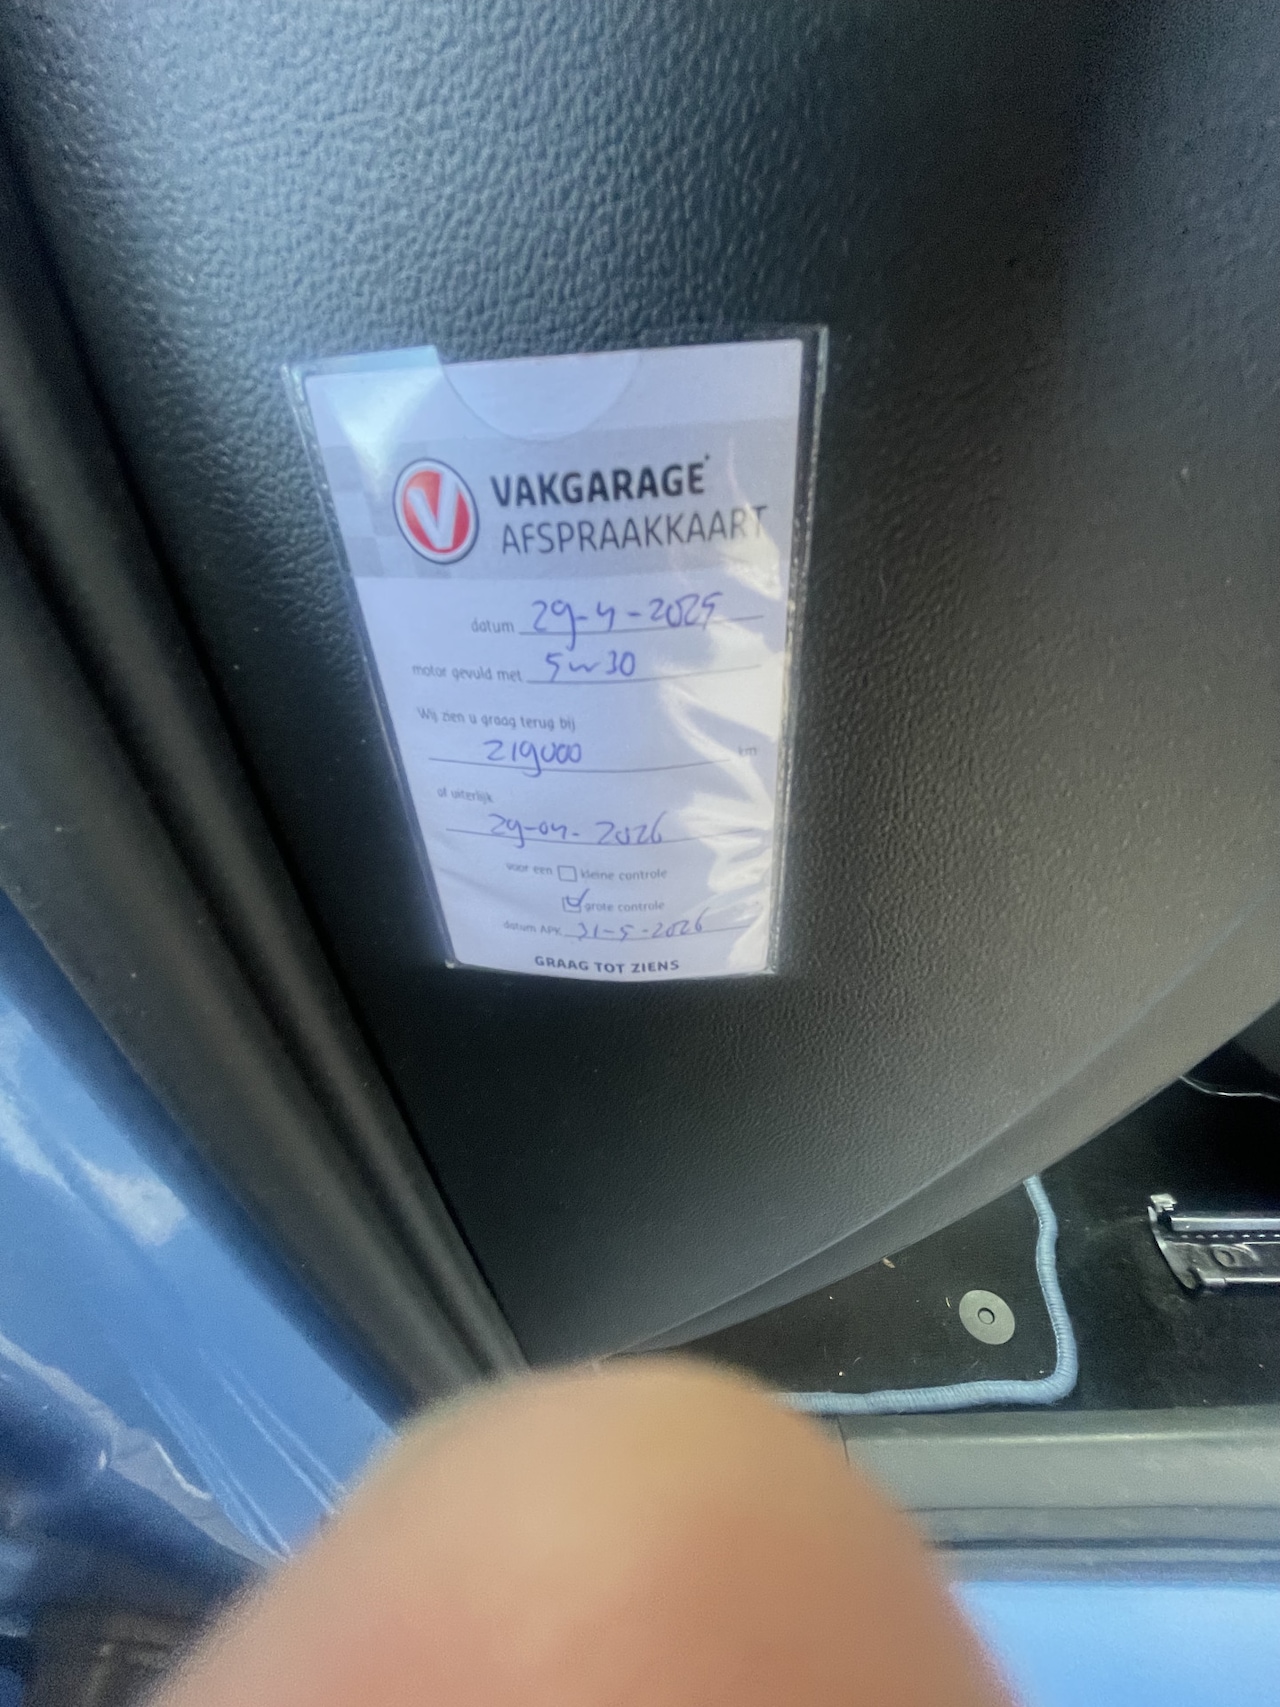 VAKGARAGE
AFSPRAAKKAART
datum 29-4-2025
motor gevuld met 5w30
Wij zien u graag terug bij
219000 km
of uiterlijk
29-04-2026
voor een kleine controle
grote controle
datum APK 31-5-2026
GRAAG TOT ZIENS